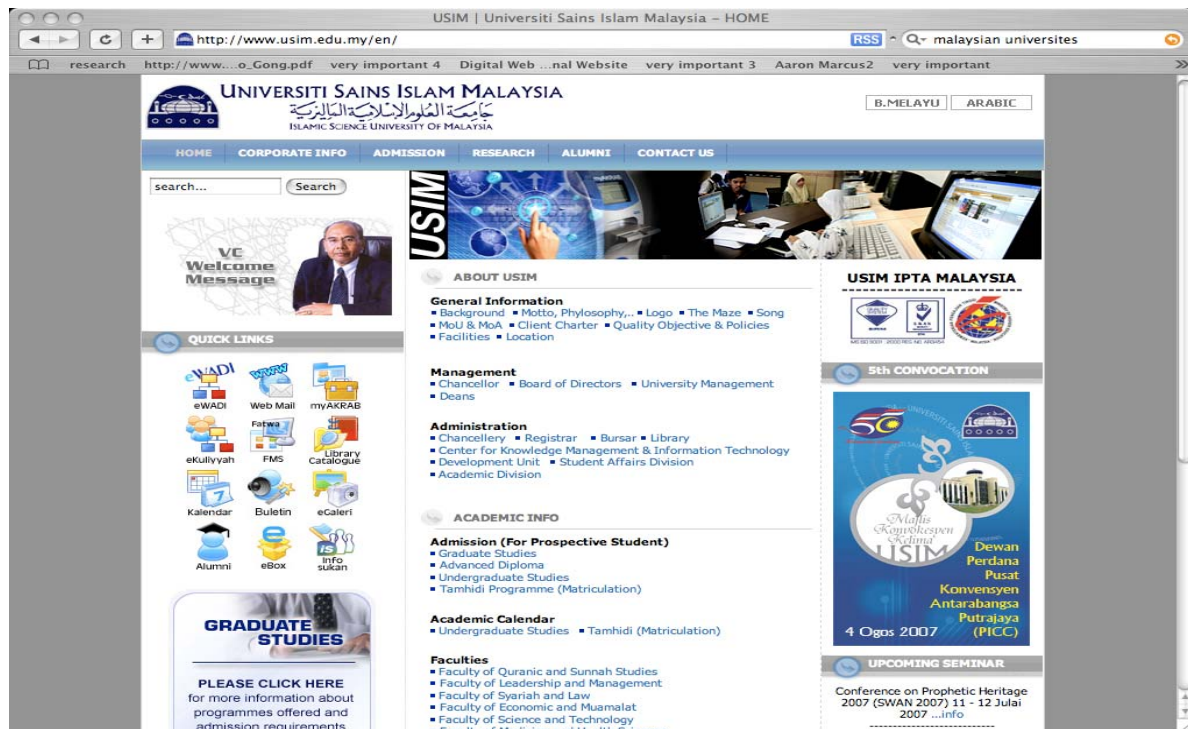 USIM | Universiti Sains Islam Malaysia – HOME
http://www.usim.edu.my/en/
RSS
malaysian universites
research http://www....o_Gong.pdf very important 4 Digital Web ...nal Website very important 3 Aaron Marcus2 very important
UNIVERSITI SAINS ISLAM MALAYSIA
جامعة العلوم الإسلامية الماليزية
ISLAMIC SCIENCE UNIVERSITY OF MALAYSIA
B.MELAYU ARABIC
HOME CORPORATE INFO ADMISSION RESEARCH ALUMNI CONTACT US
search... Search
VC
Welcome
Message
QUICK LINKS
eWADI
eWADI Web Mail myAKRAB
WWW
Fatwa
eKuliyyah FMS Library
Catalogue
7
Kalendar Buletin eGaleri
is
Alumni eBox Info
sukan
GRADUATE
STUDIES
PLEASE CLICK HERE
for more information about
programmes offered and
admission requirements
USIM
ABOUT USIM
General Information
Background Motto, Phylosophy,.. Logo The Maze Song
MoU & MoA Client Charter Quality Objective & Policies
Facilities Location
Management
Chancellor Board of Directors University Management
Deans
Administration
Chancellery Registrar Bursar Library
Center for Knowledge Management & Information Technology
Development Unit Student Affairs Division
Academic Division
ACADEMIC INFO
Admission (For Prospective Student)
Graduate Studies
Advanced Diploma
Undergraduate Studies
Tamhidi Programme (Matriculation)
Academic Calendar
Undergraduate Studies Tamhidi (Matriculation)
Faculties
Faculty of Quranic and Sunnah Studies
Faculty of Leadership and Management
Faculty of Syariah and Law
Faculty of Economic and Muamalat
Faculty of Science and Technology
USIM IPTA MALAYSIA
5th CONVOCATION
50
Majlis
Konvokesyen
Kelima
USIM
Dewan
Perdana
Pusat
Konvensyen
Antarabangsa
Putrajaya
(PICC)
4 Ogos 2007
UPCOMING SEMINAR
Conference on Prophetic Heritage
2007 (SWAN 2007) 11 - 12 Julai
2007 ...info